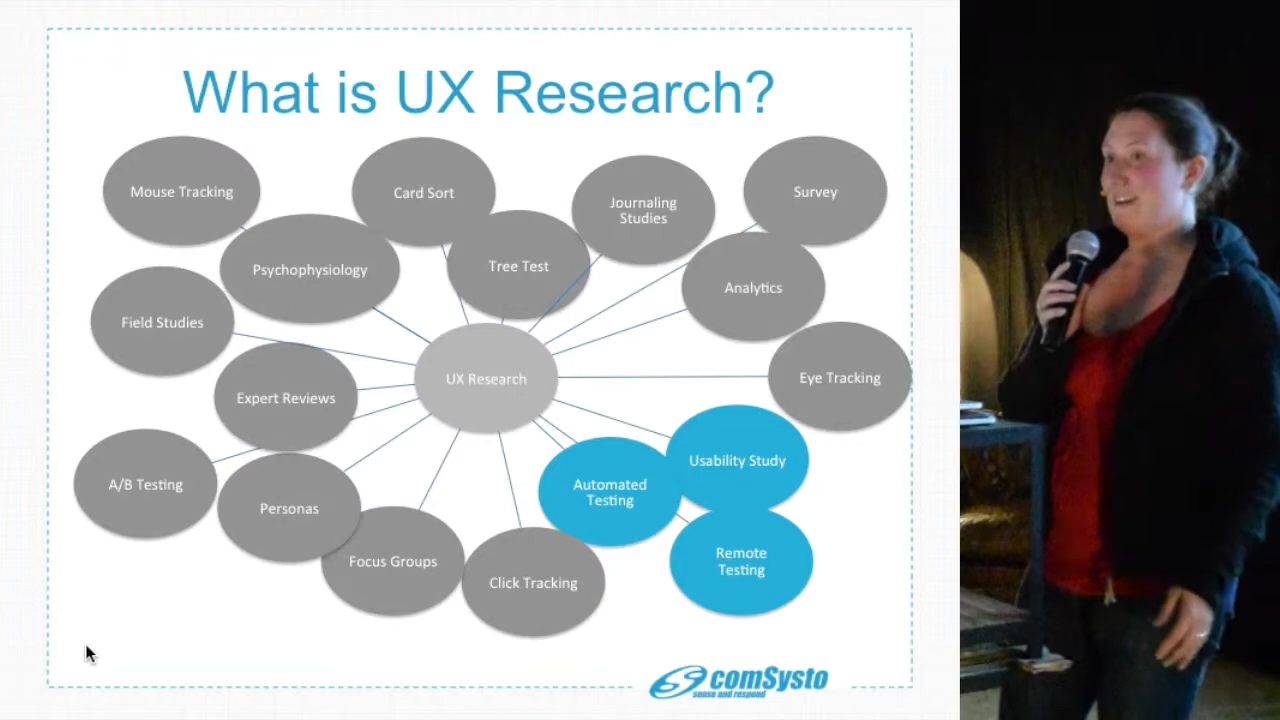 What is UX Research?
Mouse Tracking
Card Sort
Journaling
Studies
Survey
Psychophysiology
Tree Test
Analytics
Field Studies
UX Research
Eye Tracking
Expert Reviews
Usability Study
A/B Testing
Automated
Testing
Personas
Remote
Testing
Focus Groups
Click Tracking
comSysto
sense and respond